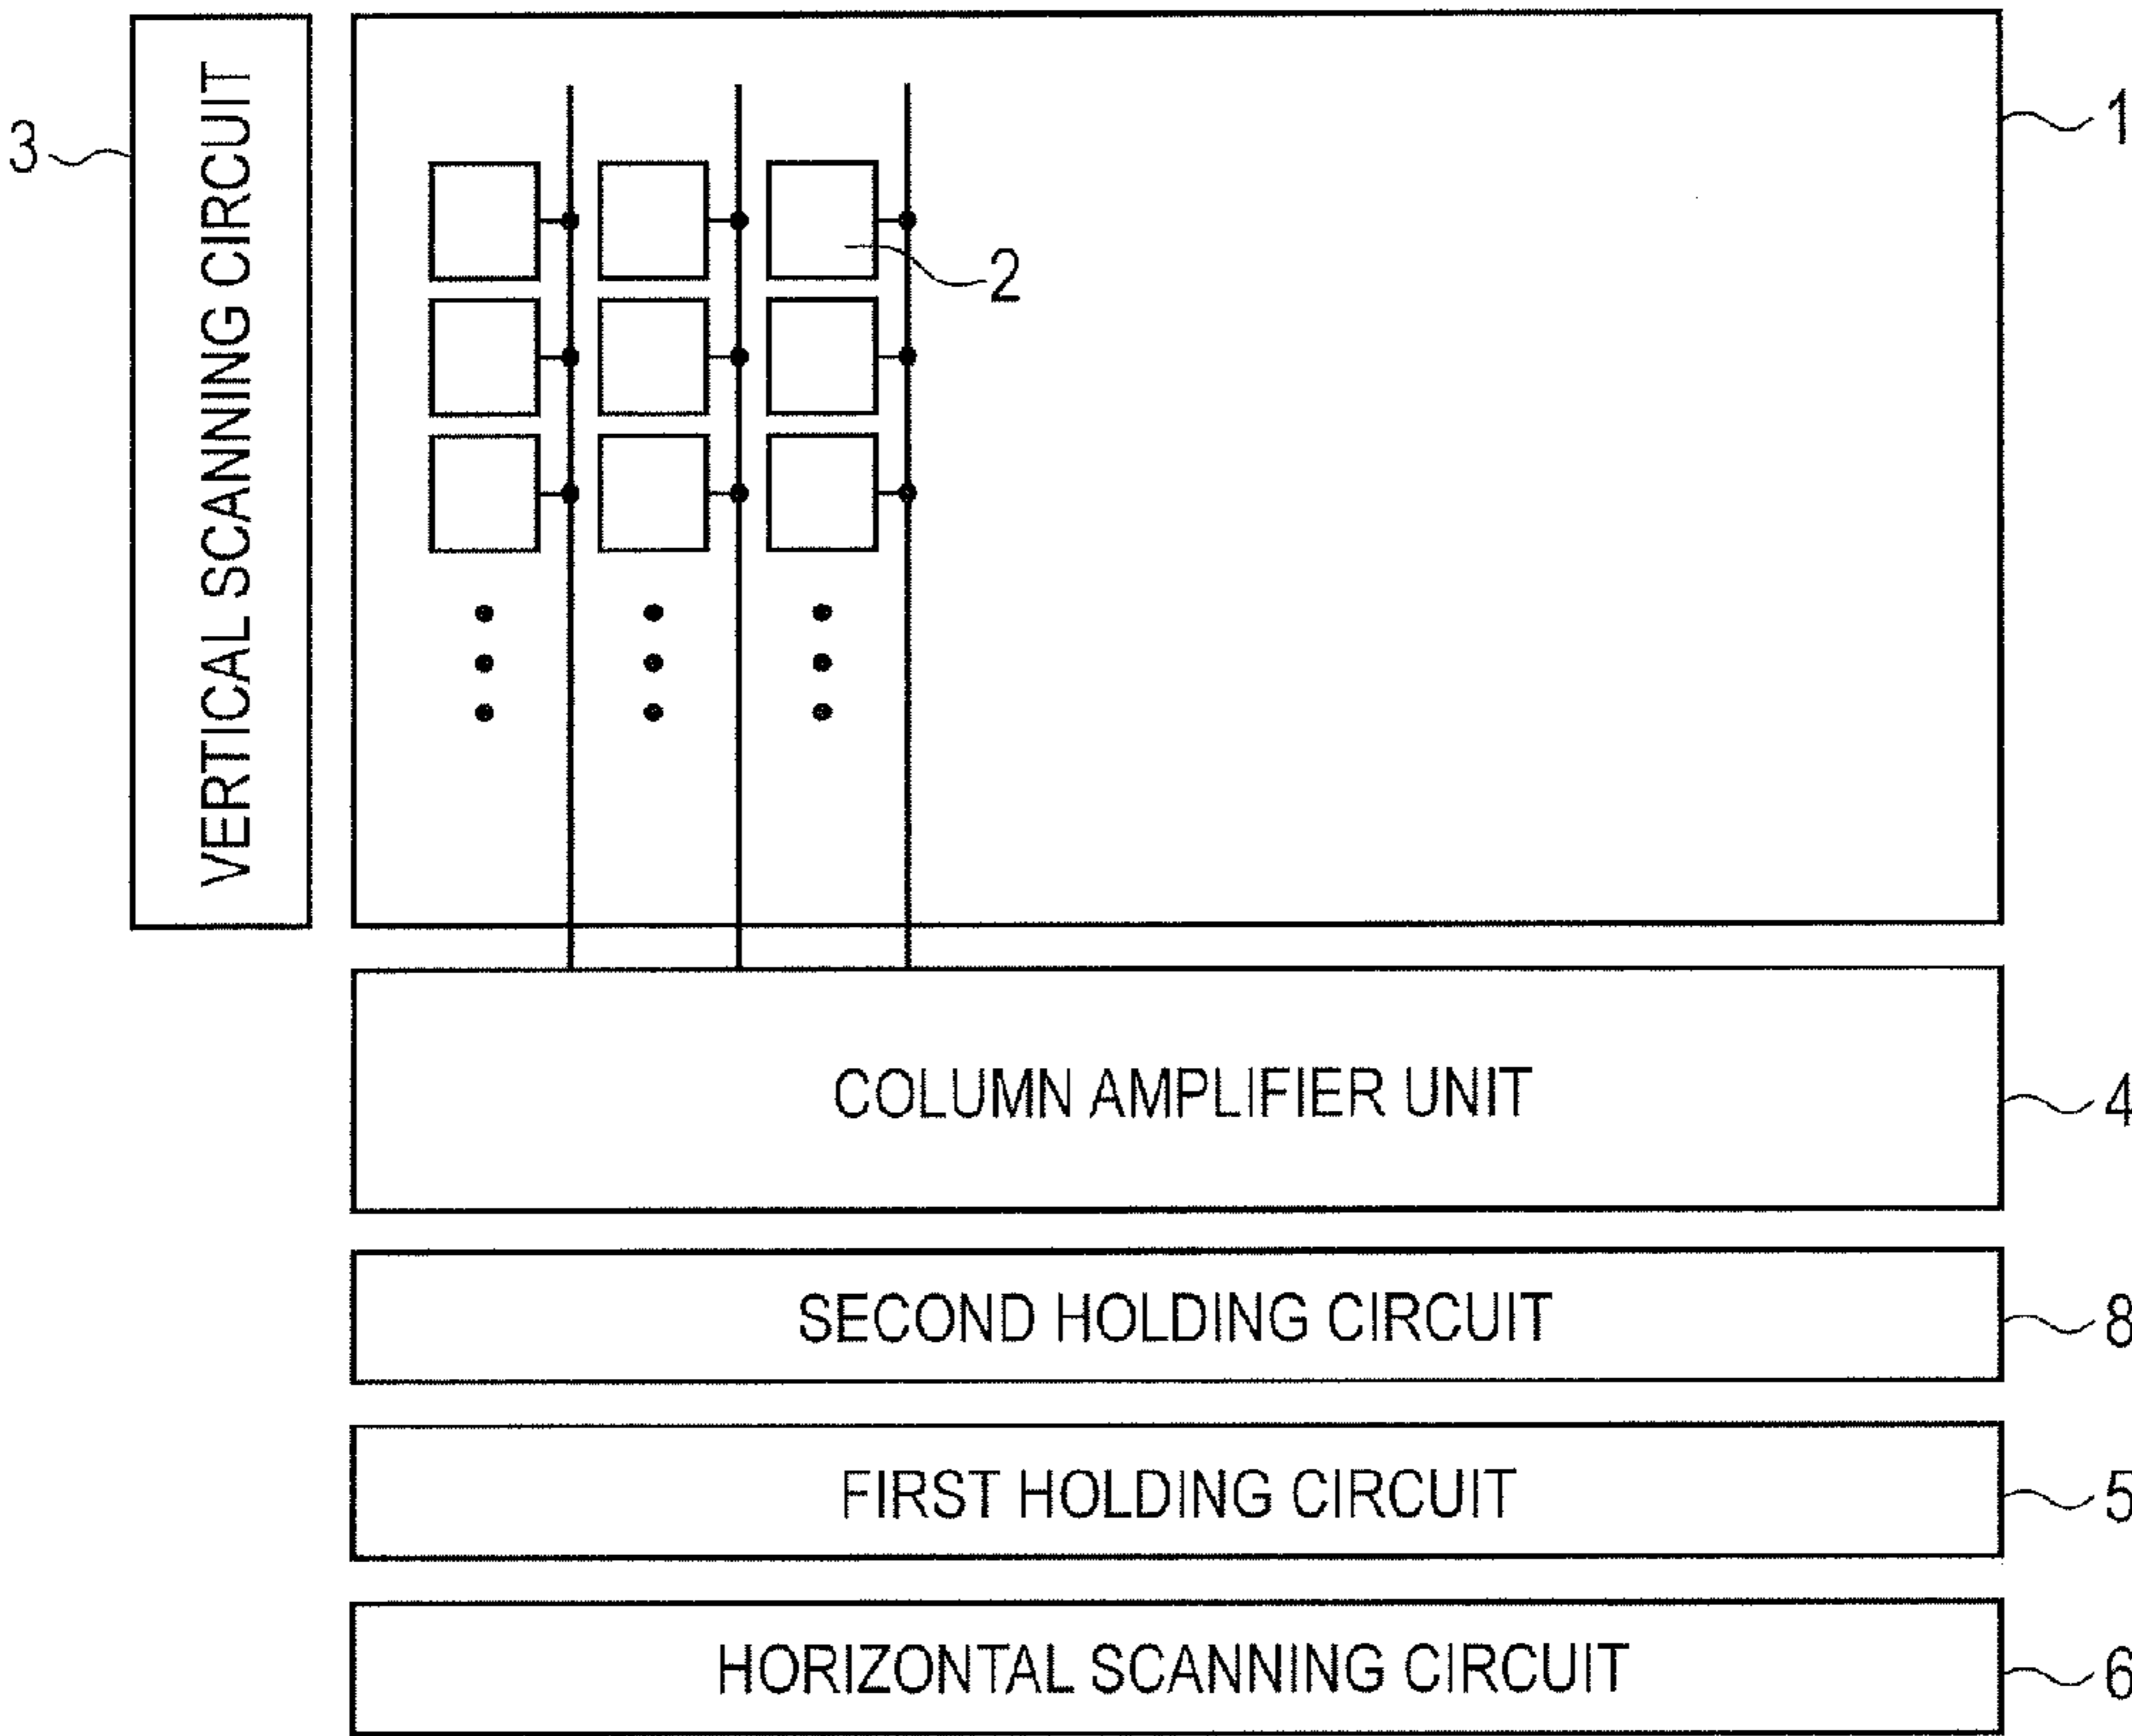 3
VERTICAL SCANNING CIRCUIT
1
2
COLUMN AMPLIFIER UNIT
4
SECOND HOLDING CIRCUIT
8
FIRST HOLDING CIRCUIT
5
HORIZONTAL SCANNING CIRCUIT
6